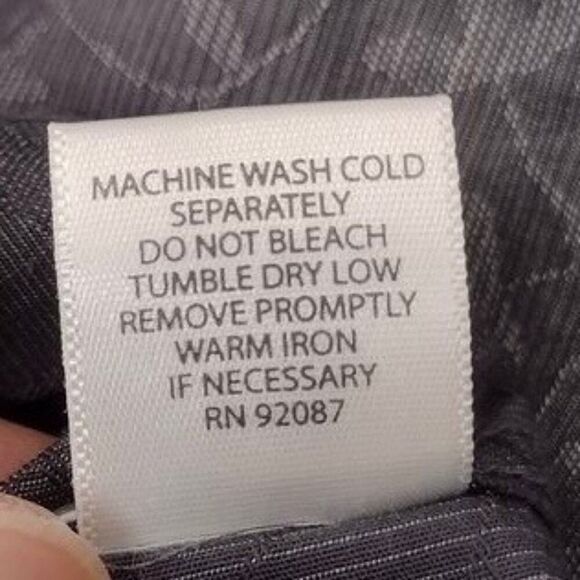 MACHINE WASH COLD
SEPARATELY
DO NOT BLEACH
TUMBLE DRY LOW
REMOVE PROMPTLY
WARM IRON
IF NECESSARY
RN 92087